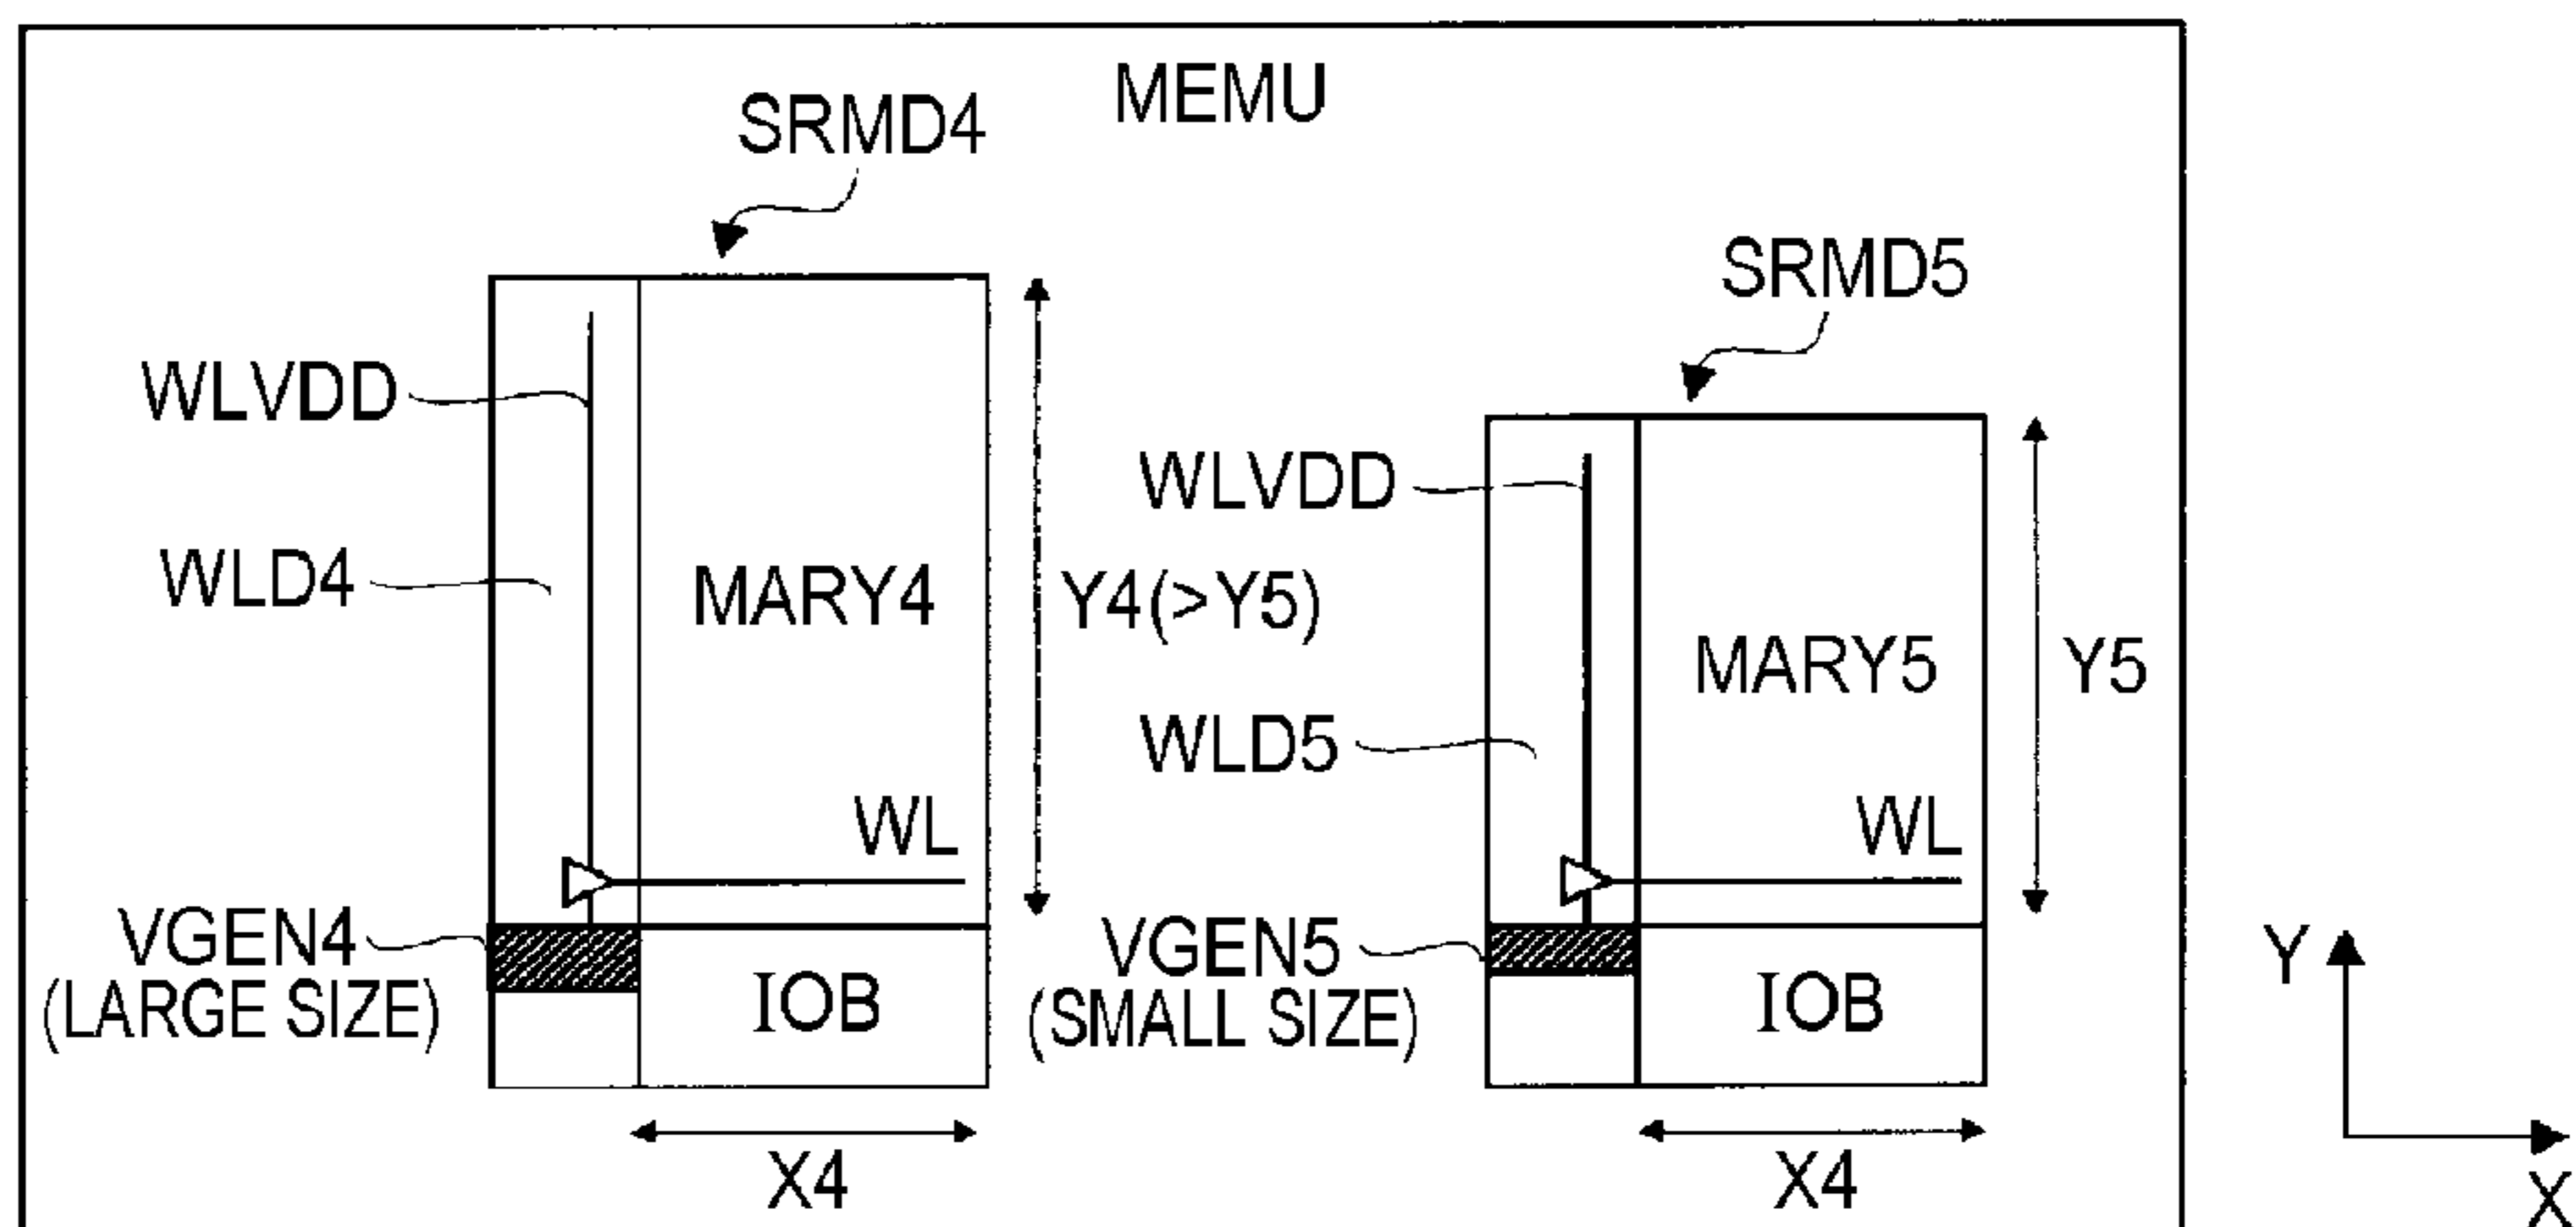 MEMU
SRMD4
WLVDD
WLD4
MARY4
Y4(>Y5)
WL
VGEN4
(LARGE SIZE)
IOB
X4
SRMD5
WLVDD
WLD5
MARY5
Y5
WL
VGEN5
(SMALL SIZE)
IOB
X4
Y
X